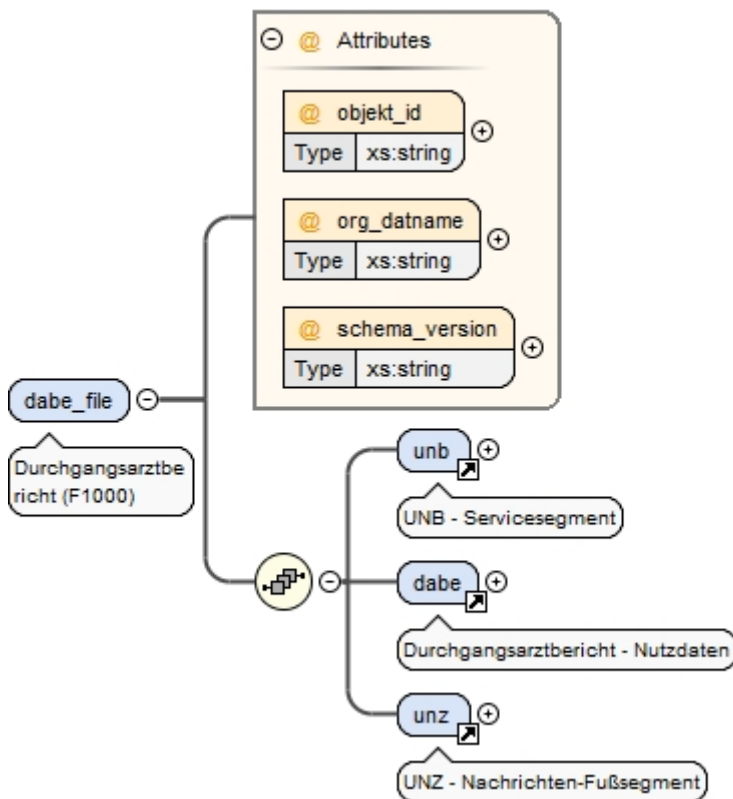 @ Attributes
@ objekt_id
Type xs:string
@ org_datname
Type xs:string
@ schema_version
Type xs:string
dabe_file
Durchgangsarztbe
richt (F1000)
unb
UNB - Servicesegment
dabe
Durchgangsarztbericht - Nutzdaten
unz
UNZ - Nachrichten-Fußsegment